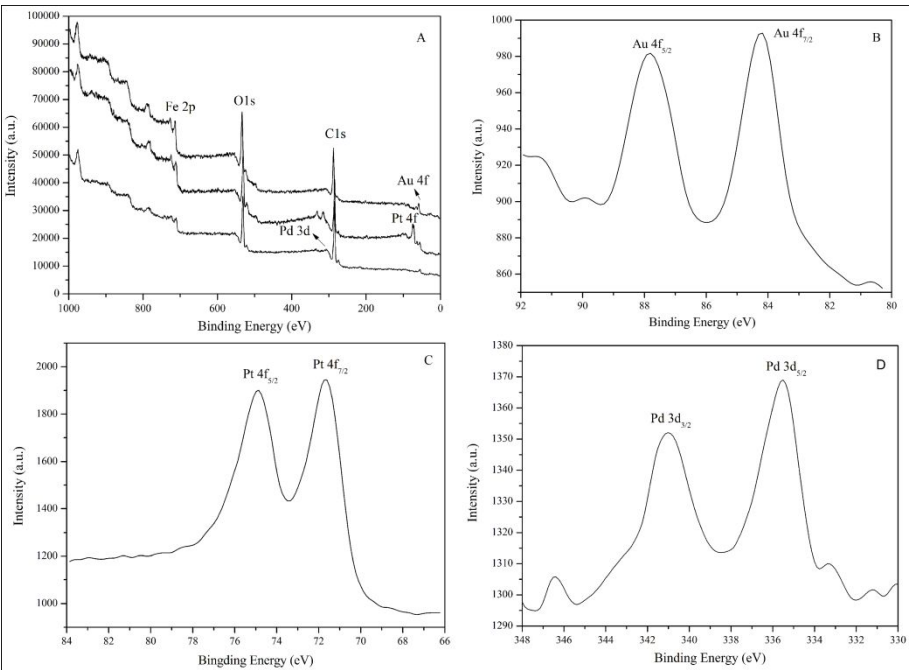 A
100000
90000
80000
70000
60000
50000
40000
30000
20000
10000
0
Intensity (a.u.)
Fe 2p
O1s
C1s
Au 4f
Pt 4f
Pd 3d
1000
800
600
400
200
0
Binding Energy (eV)
B
1000
980
960
940
920
900
880
860
Intensity (a.u.)
Au 4f5/2
Au 4f7/2
92
90
88
86
84
82
80
Binding Energy (eV)
C
2000
1800
1600
1400
1200
1000
Intensity (a.u.)
Pt 4f5/2
Pt 4f7/2
84
82
80
78
76
74
72
70
68
66
Bingding Energy (eV)
D
1380
1370
1360
1350
1340
1330
1320
1310
1300
1290
Intensity (a.u.)
Pd 3d3/2
Pd 3d5/2
348
346
344
342
340
338
336
334
332
330
Binding Energy (eV)